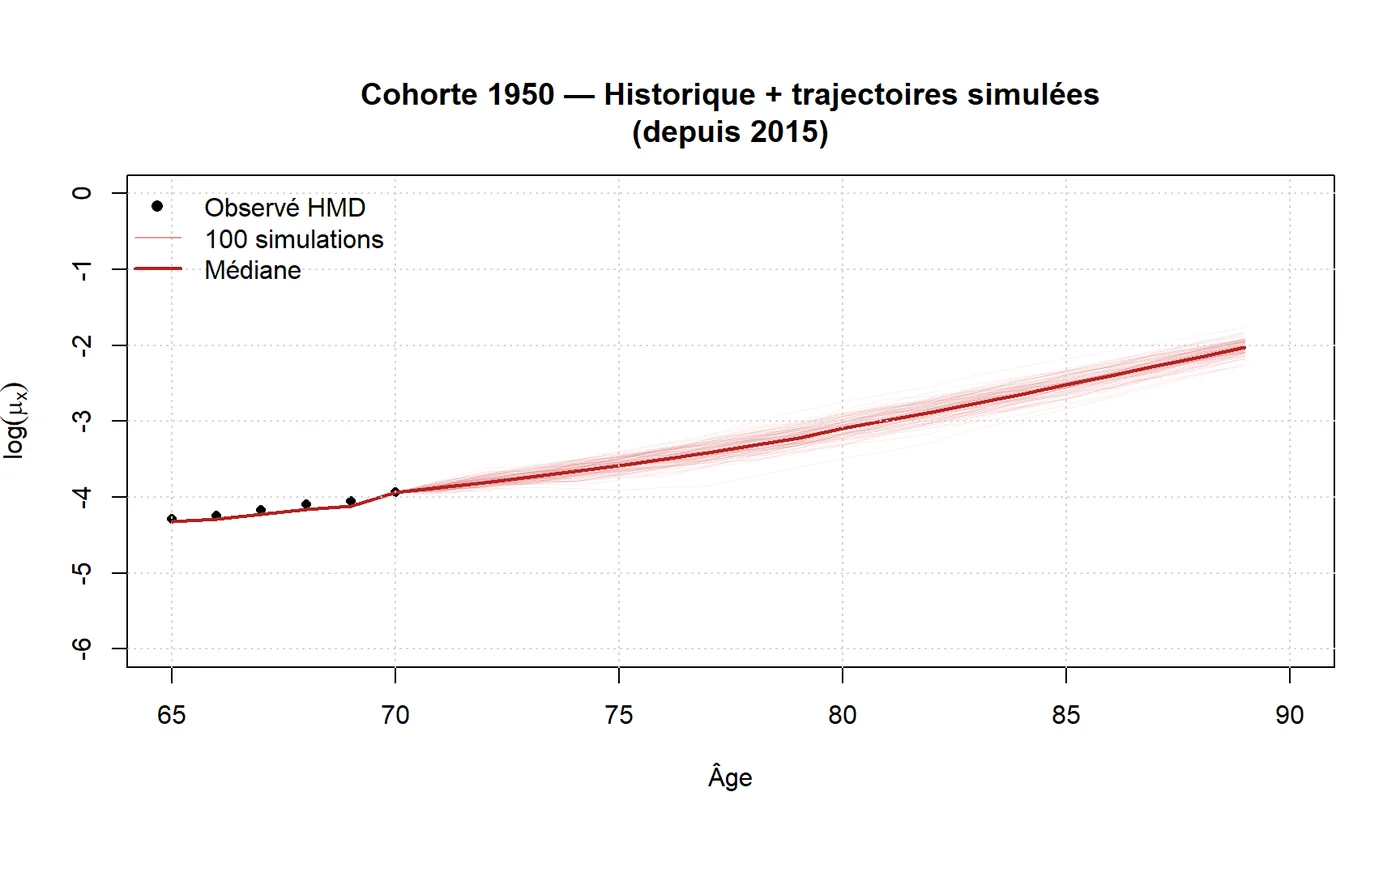 Cohorte 1950 — Historique + trajectoires simulées
(depuis 2015)
Observé HMD
100 simulations
Médiane
log(μx)
0
-1
-2
-3
-4
-5
-6
65 70 75 80 85 90
Âge